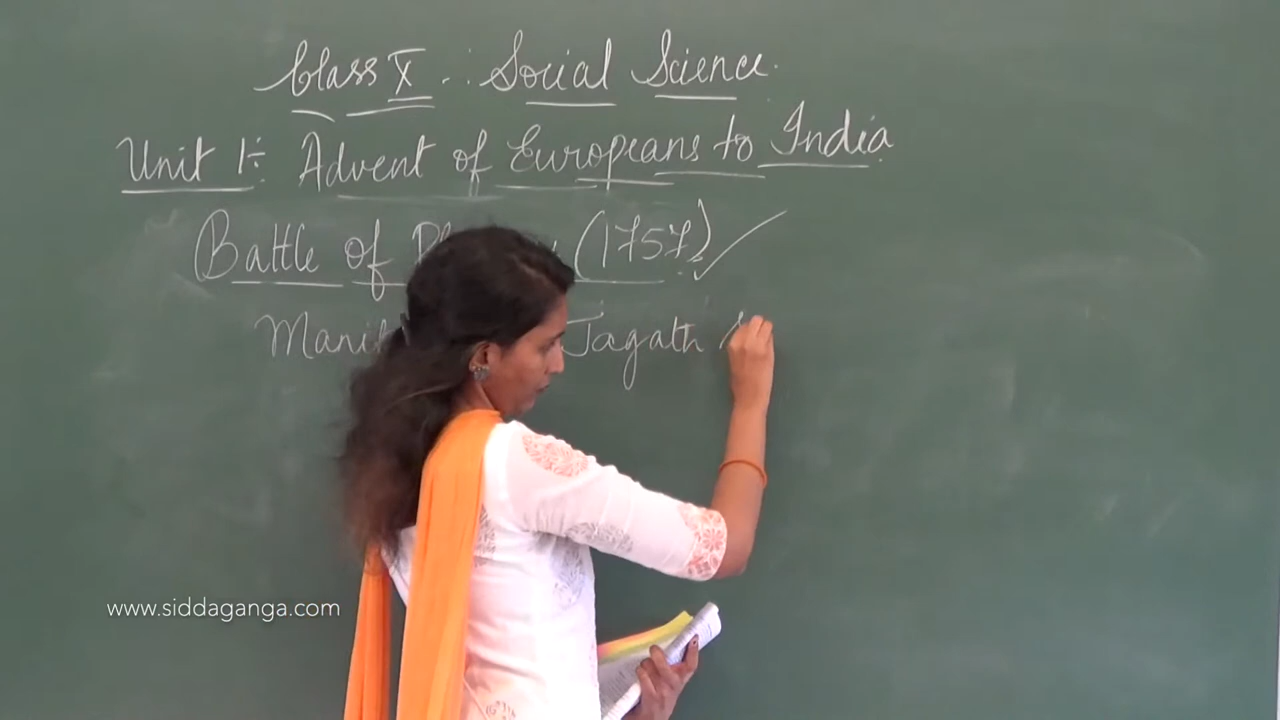 Class X : Social Science.
Unit 1: Advent of Europeans to India
Battle of (1757)
Jagath
www.siddaganga.com